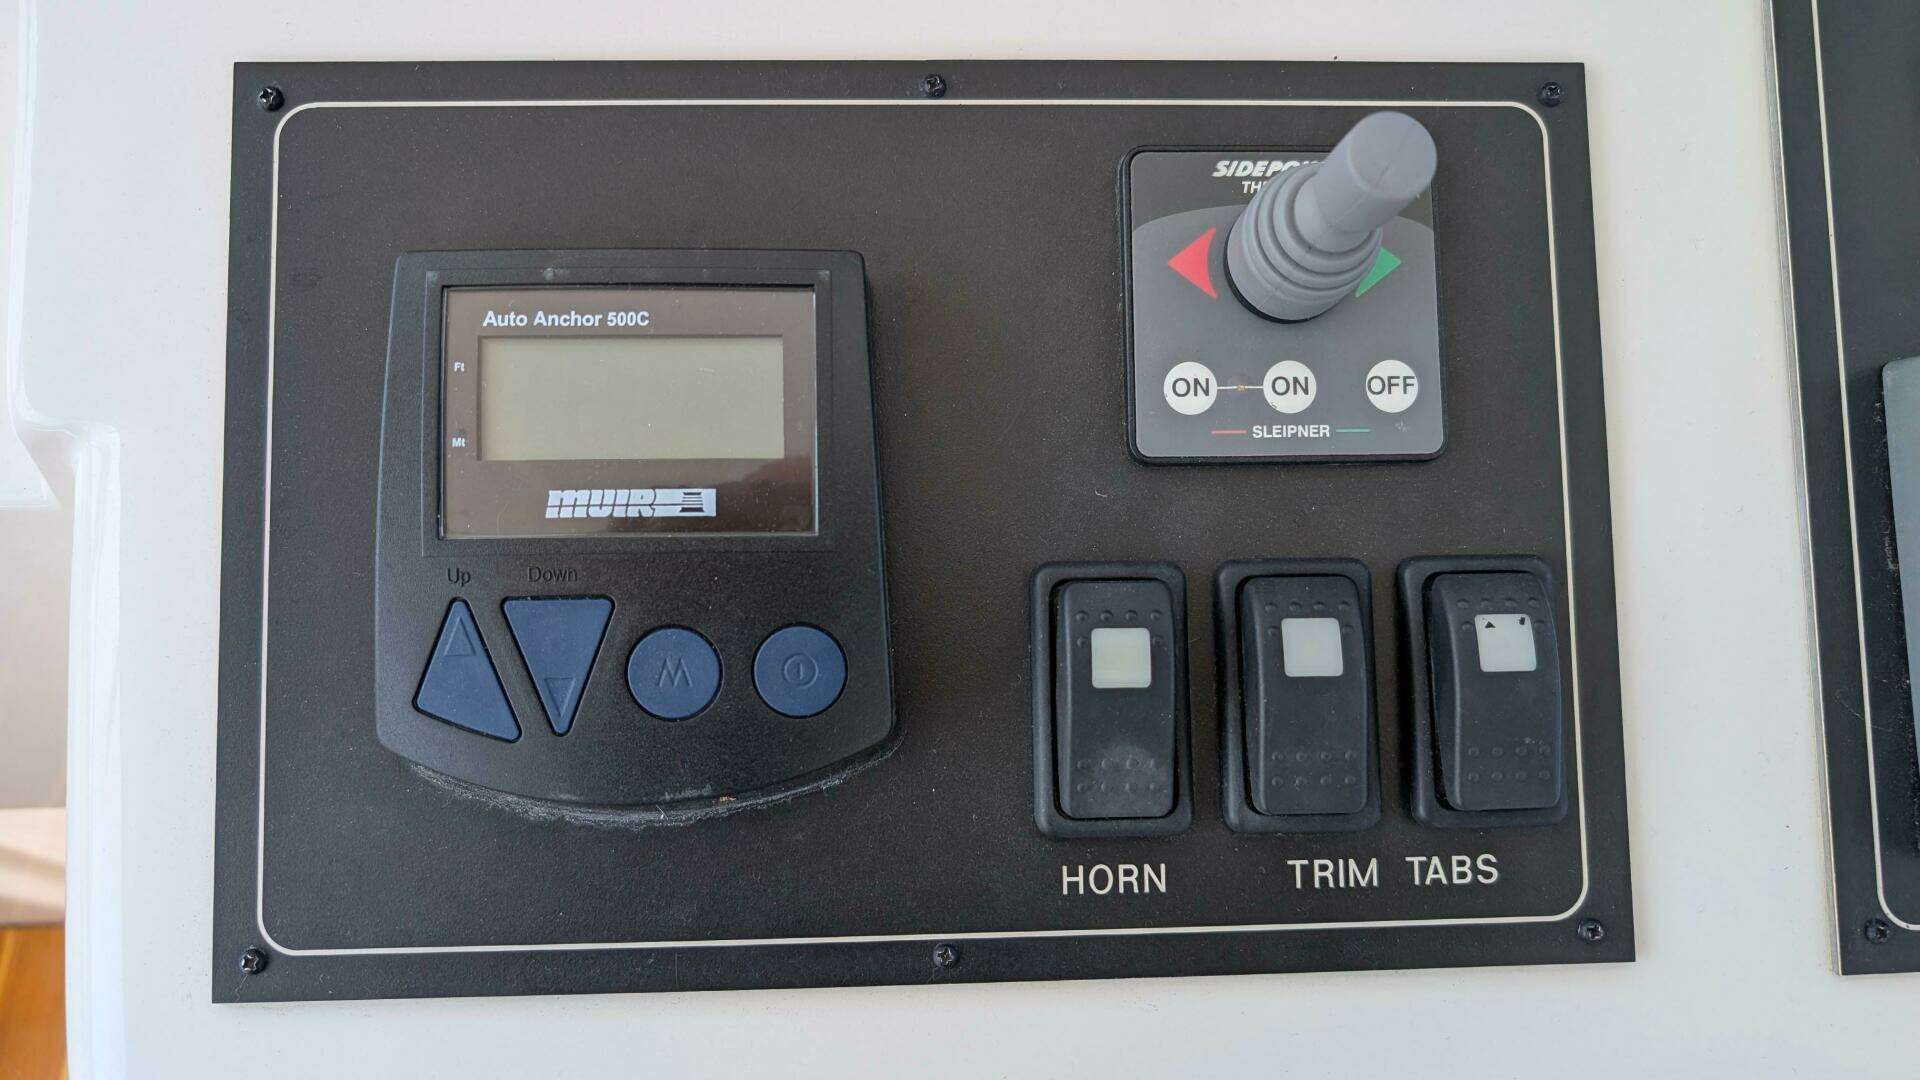 Auto Anchor 500C
Ft
Mt
MUIR
Up Down
M
SLEIPNER
ON ON OFF
HORN
TRIM TABS